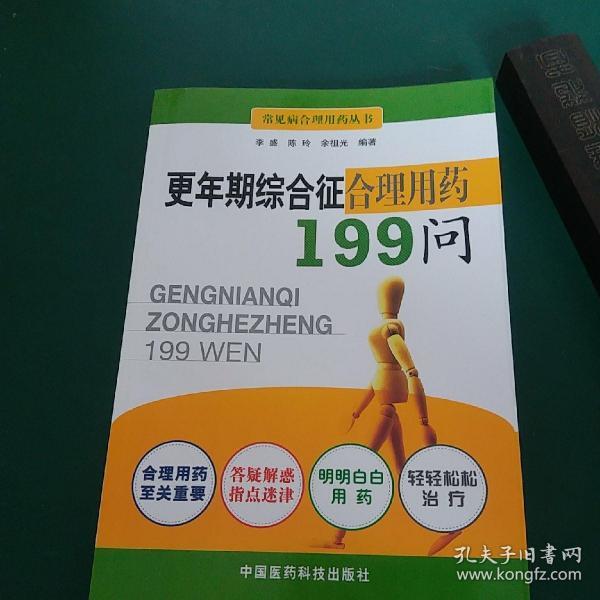 常见病合理用药丛书
李盛 陈玲 余祖光 编著
更年期综合征合理用药
199问
GENGNIANQI
ZONGHEZHENG
199 WEN
合理用药
至关重要
答疑解惑
指点迷津
明明白白
用药
轻轻松松
治疗
中国医药科技出版社
孔夫子旧书网
www.kongfz.com